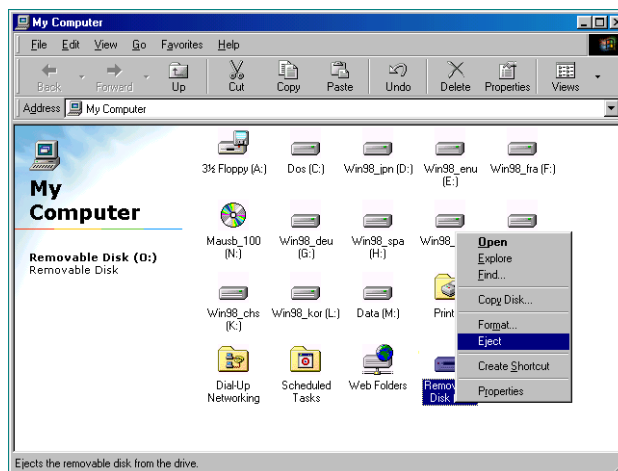 My Computer
File Edit View Go Favorites Help
Back Forward Up Cut Copy Paste Undo Delete Properties Views
Address My Computer
My
Computer
Removable Disk (O:)
Removable Disk
3½ Floppy (A:) Dos (C:) Win98_jpn (D:) Win98_enu Win98_fra (F:)
(E:)
Mausb_100 Win98_deu Win98_spa Win98_
(N:) (G:) (H:)
Win98_chs Win98_kor (L:) Data (M:) Print
(K:)
Dial-Up Scheduled Web Folders Remov
Networking Tasks Disk
Open
Explore
Find...
Copy Disk...
Format...
Eject
Create Shortcut
Properties
Ejects the removable disk from the drive.